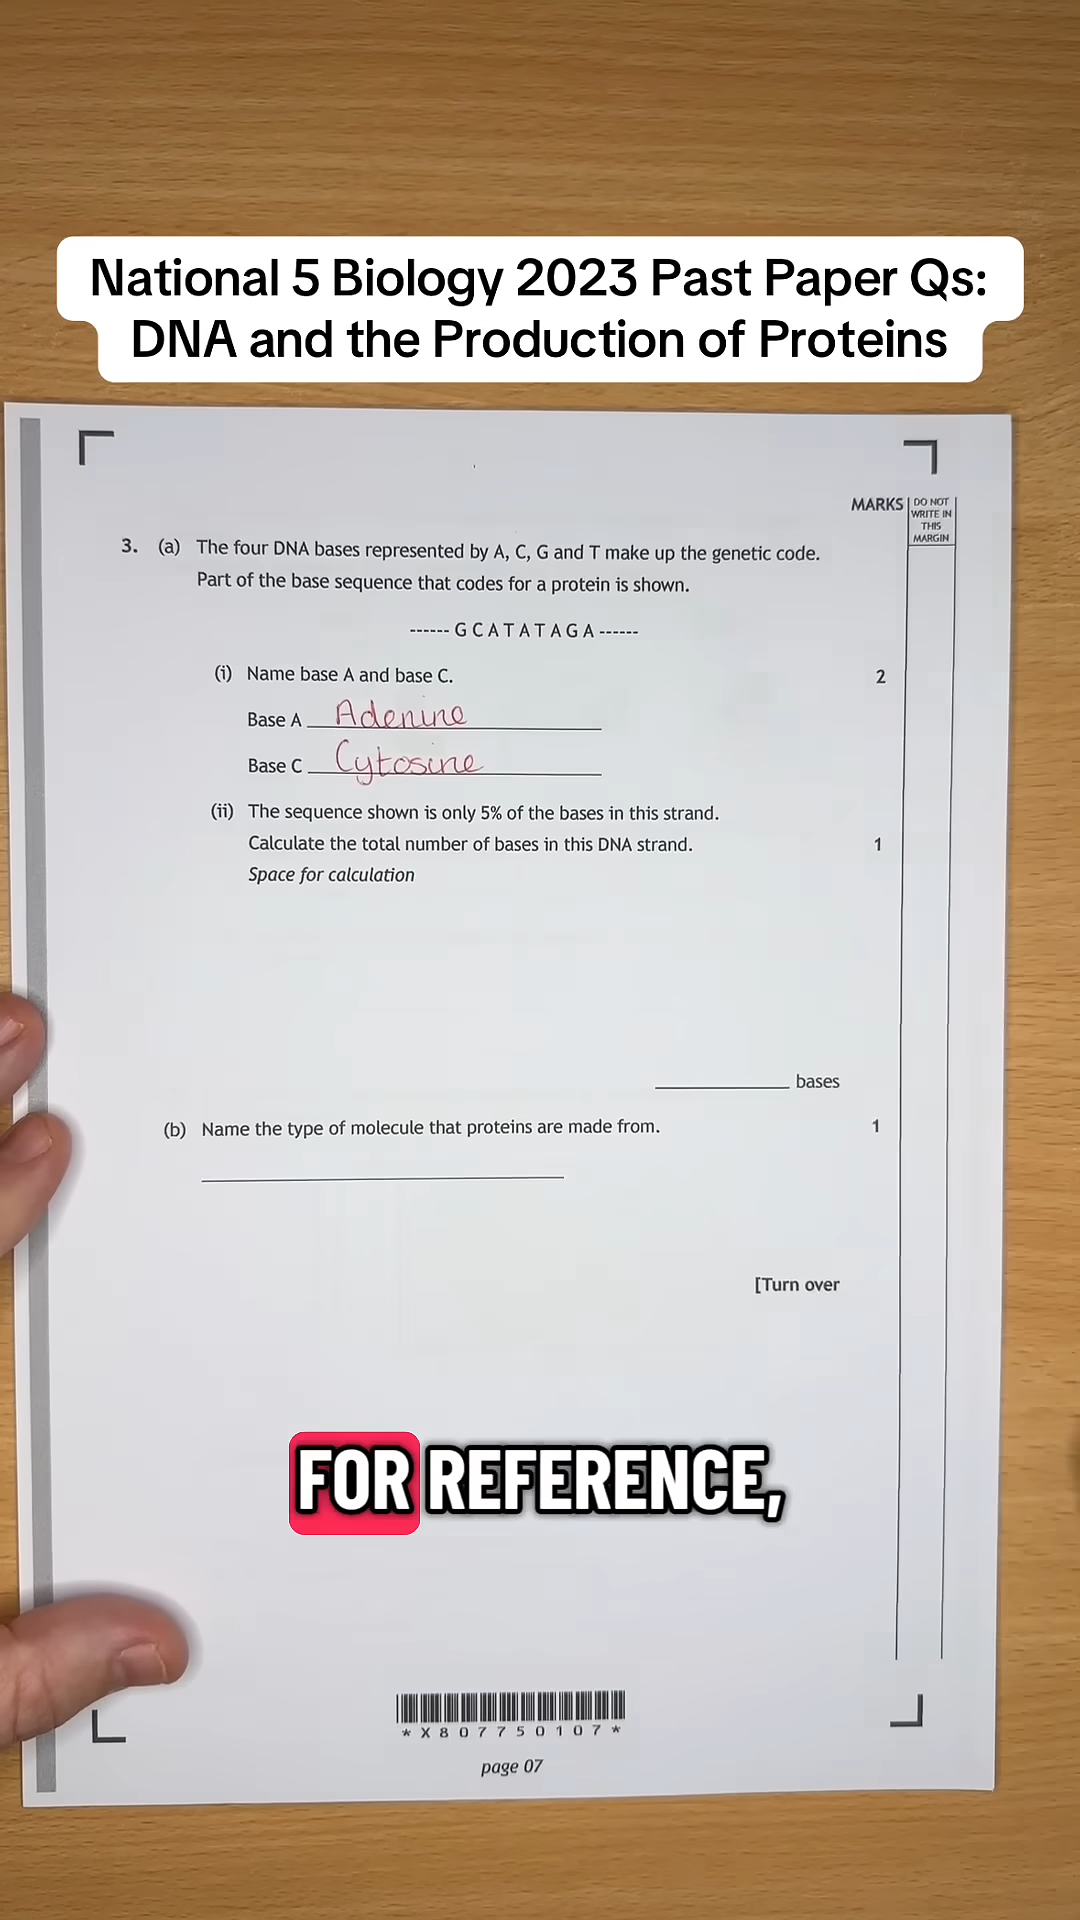 National 5 Biology 2023 Past Paper Qs:
DNA and the Production of Proteins
MARKS
DO NOT
WRITE IN
THIS
MARGIN
3. (a) The four DNA bases represented by A, C, G and T make up the genetic code.
Part of the base sequence that codes for a protein is shown.
------ G C A T A T A G A ------
(i) Name base A and base C. 2
Base A Adenine
Base C Cytosine
(ii) The sequence shown is only 5% of the bases in this strand.
Calculate the total number of bases in this DNA strand. 1
Space for calculation
bases
(b) Name the type of molecule that proteins are made from. 1
[Turn over
FOR REFERENCE,
* X 8 0 7 7 5 0 1 0 7 *
page 07